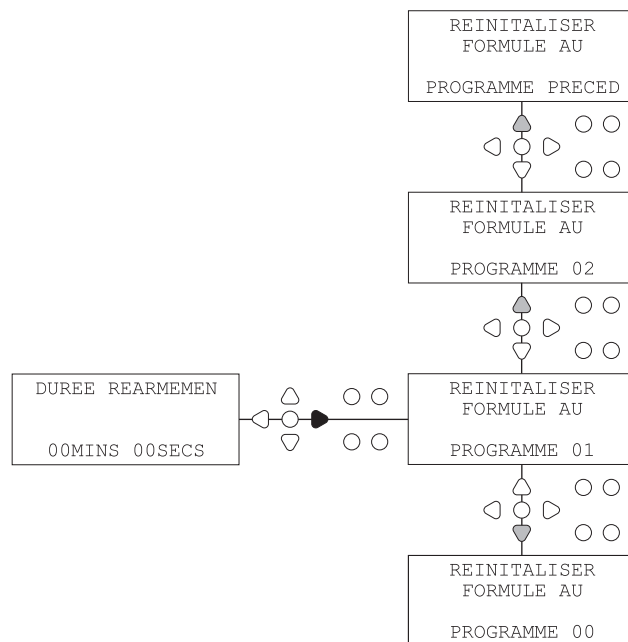 REINITALISER
FORMULE AU
PROGRAMME PRECED
REINITALISER
FORMULE AU
PROGRAMME 02
DUREE REARMEMEN
00MINS 00SECS
REINITALISER
FORMULE AU
PROGRAMME 01
REINITALISER
FORMULE AU
PROGRAMME 00